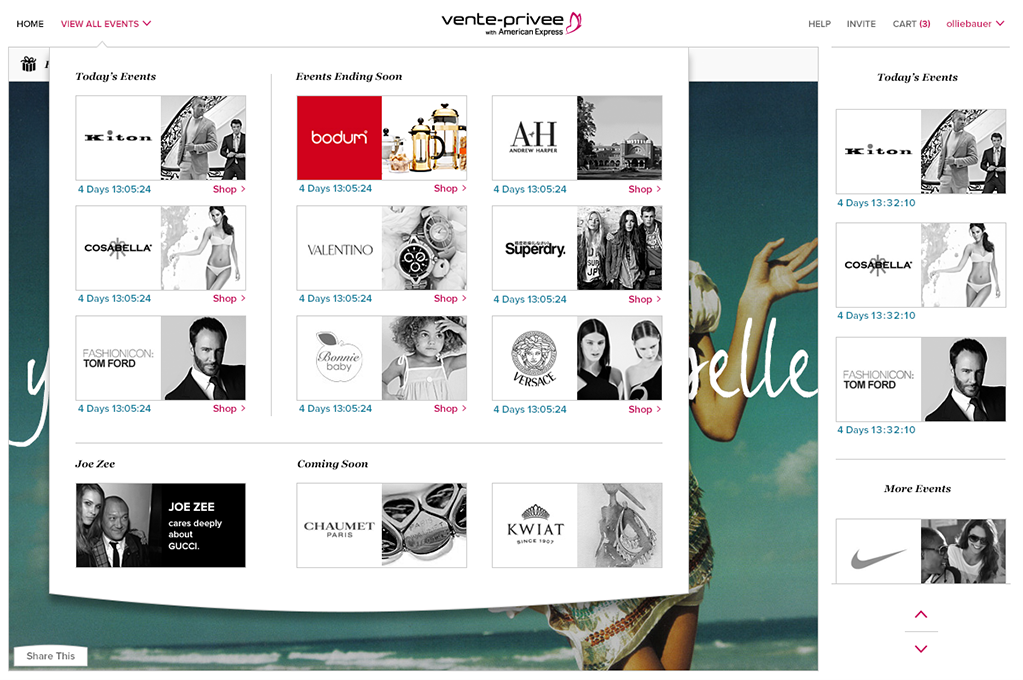 HOME
VIEW ALL EVENTS
vente-privee
with American Express
HELP
INVITE
CART (3)
olliebauer
Today's Events
Kiton
4 Days 13:05:24
Shop
COSABELLA
4 Days 13:05:24
Shop
FASHIONICON:
TOM FORD
4 Days 13:05:24
Shop
Events Ending Soon
bodum
4 Days 13:05:24
Shop
A+H
ANDREW HARPER
4 Days 13:05:24
Shop
VALENTINO
4 Days 13:05:24
Shop
Superdry.
4 Days 13:05:24
Shop
Bonnie
baby
4 Days 13:05:24
Shop
VERSACE
4 Days 13:05:24
Shop
Joe Zee
JOE ZEE
cares deeply
about
GUCCI.
Coming Soon
CHAUMET
PARIS
KWIAT
SINCE 1907
elle
Share This
Today's Events
Kiton
4 Days 13:32:10
COSABELLA
4 Days 13:32:10
FASHIONICON:
TOM FORD
4 Days 13:32:10
More Events